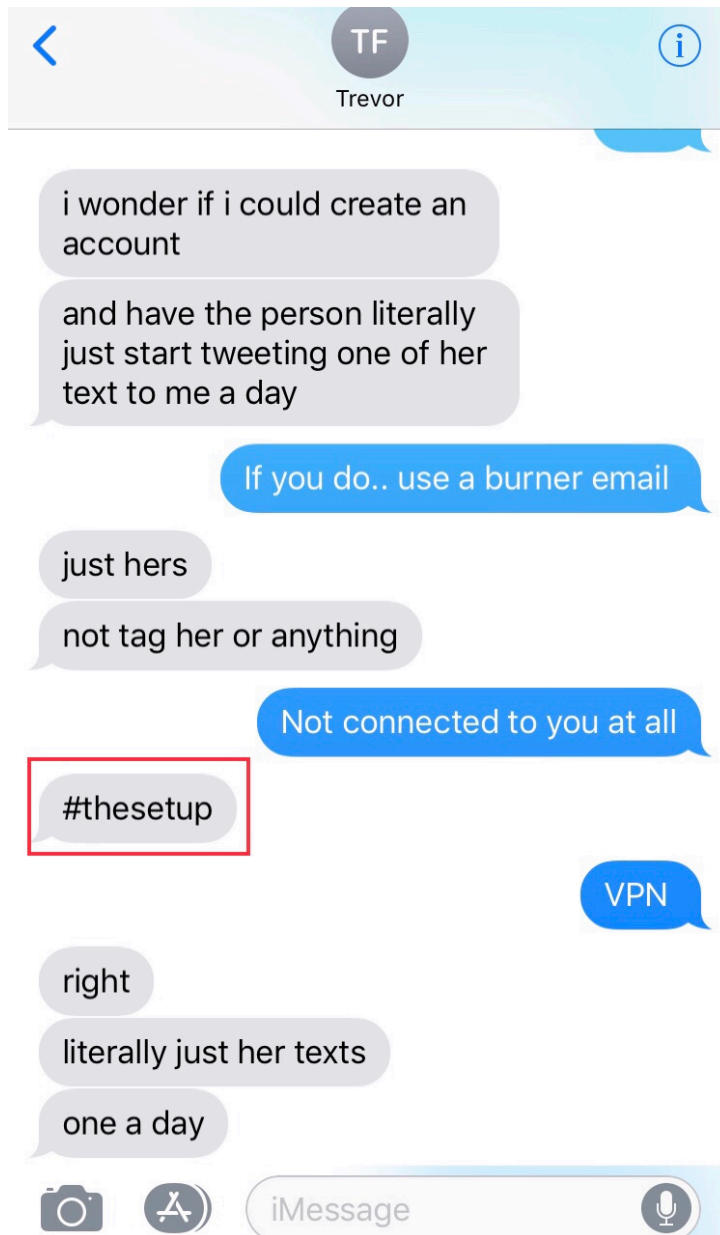 TF
i
Trevor
i wonder if i could create an
account
and have the person literally
just start tweeting one of her
text to me a day
If you do.. use a burner email
just hers
not tag her or anything
Not connected to you at all
#thesetup
VPN
right
literally just her texts
one a day
iMessage